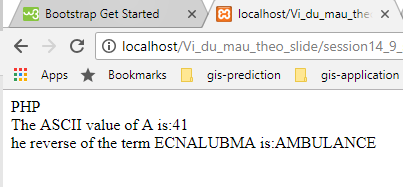 Bootstrap Get Started
localhost/Vi_du_mau_theo
localhost/Vi_du_mau_theo_slide/session14_9_
Apps
Bookmarks
gis-prediction
gis-application
PHP
The ASCII value of A is:41
he reverse of the term ECNALUBMA is:AMBULANCE